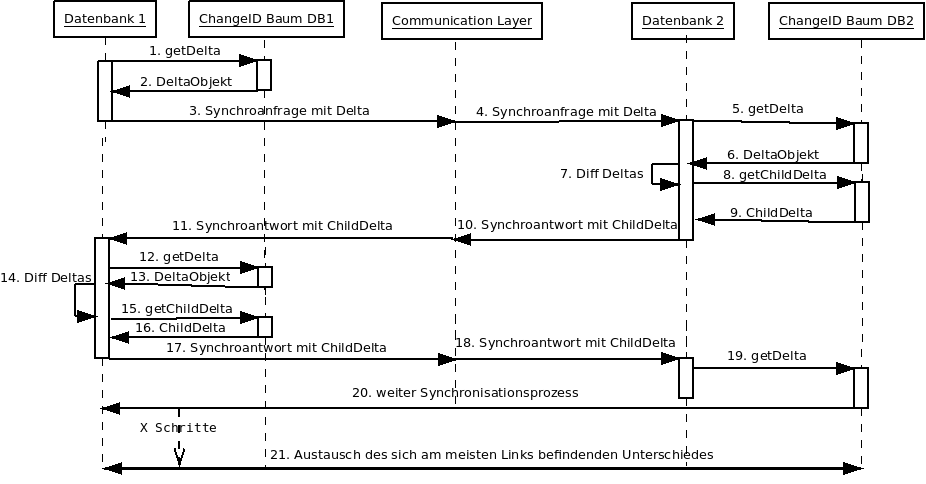 Datenbank 1
ChangeID Baum DB1
Communication Layer
Datenbank 2
ChangeID Baum DB2
1. getDelta
2. DeltaObjekt
3. Synchroanfrage mit Delta
4. Synchroanfrage mit Delta
5. getDelta
6. DeltaObjekt
7. Diff Deltas
8. getChildDelta
9. ChildDelta
10. Synchroantwort mit ChildDelta
11. Synchroantwort mit ChildDelta
12. getDelta
13. DeltaObjekt
14. Diff Deltas
15. getChildDelta
16. ChildDelta
17. Synchroantwort mit ChildDelta
18. Synchroantwort mit ChildDelta
19. getDelta
20. weiter Synchronisationsprozess
X Schritte
21. Austausch des sich am meisten Links befindenden Unterschiedes